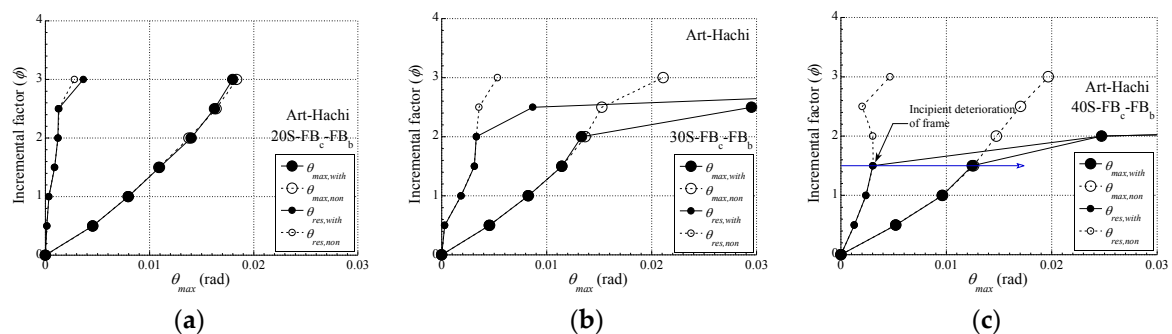 (a)
Incremental factor (ϕ)
4
3
2
1
0
0
0.01
0.02
0.03
θmax (rad)
Art-Hachi
20S-FBc-FBb
θmax,with
θmax,non
θres,with
θres,non
(a)
Incremental factor (ϕ)
4
3
2
1
0
0
0.01
0.02
0.03
θmax (rad)
Art-Hachi
30S-FBc-FBb
θmax,with
θmax,non
θres,with
θres,non
(b)
Incremental factor (ϕ)
4
3
2
1
0
0
0.01
0.02
0.03
θmax (rad)
Incipient deterioration
of frame
Art-Hachi
40S-FBc-FBb
θmax,with
θmax,non
θres,with
θres,non
(c)